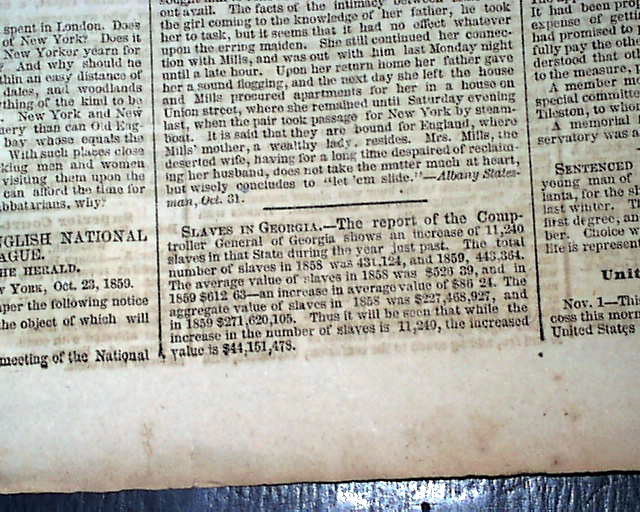 spent in London. Does
of New York? Does it
New Yorker yearn for
And why should he
thin an easy distance of
dales, and woodlands
ything of the kind to be
New York and New
nery than can Old Eng-
bay whose equals the
With such places close
king men and women
visiting them upon the
can afford the time for
bbatarians, why?
NGLISH NATIONAL
AGUE.
HE HERALD.
W YORK, Oct. 23, 1859.
aper the following notice
the object of which will
meeting of the National
out avail. The facts of the intimacy
the girl coming to the knowledge of her father, he took
her to task, but it seems that it had no effect whatever
upon the erring maiden. She still continued her connec-
tion with Mills, and was out with him last Monday night
until a late hour. Upon her return home her father gave
her a sound flogging, and the next day she left the house
and Mills procured apartments for her in a house on
Union street, where she remained until Saturday evening
last, when the pair took passage for New York by steam-
boat. It is said that they are bound for England, where
Mills' mother, a wealthy lady, resides. Mrs. Mills, the
deserted wife, having for a long time despaired of reclaim-
ing her husband, does not take the matter much at heart,
but wisely concludes to "let 'em slide."—Albany States-
man, Oct. 31.
SLAVES IN GEORGIA.—The report of the Comp-
troller General of Georgia shows an increase of 11,240
slaves in that State during the year just past. The total
number of slaves in 1858 was 431,124, and 1859, 443,364.
The average value of slaves in 1858 was $526 39, and in
1859 $612 63—an increase in average value of $86 24. The
aggregate value of slaves in 1858 was $227,468,927, and
in 1859 $271,620,105. Thus it will be seen that while the
increase in the number of slaves is 11,240, the increased
value is $44,151,478.
It had been pro
expense of getting
had promised to p
fully pay the othe
derstood that ou
to the measure, p
A member
special committe
Tileston, to whe
A memorial
servatory was
SENTENCED
young man of
lanta, for the s
last winter. Th
first degree, an
ber. Choice w
life is represen
Unit
Nov. 1—Th
coss this morn
United States